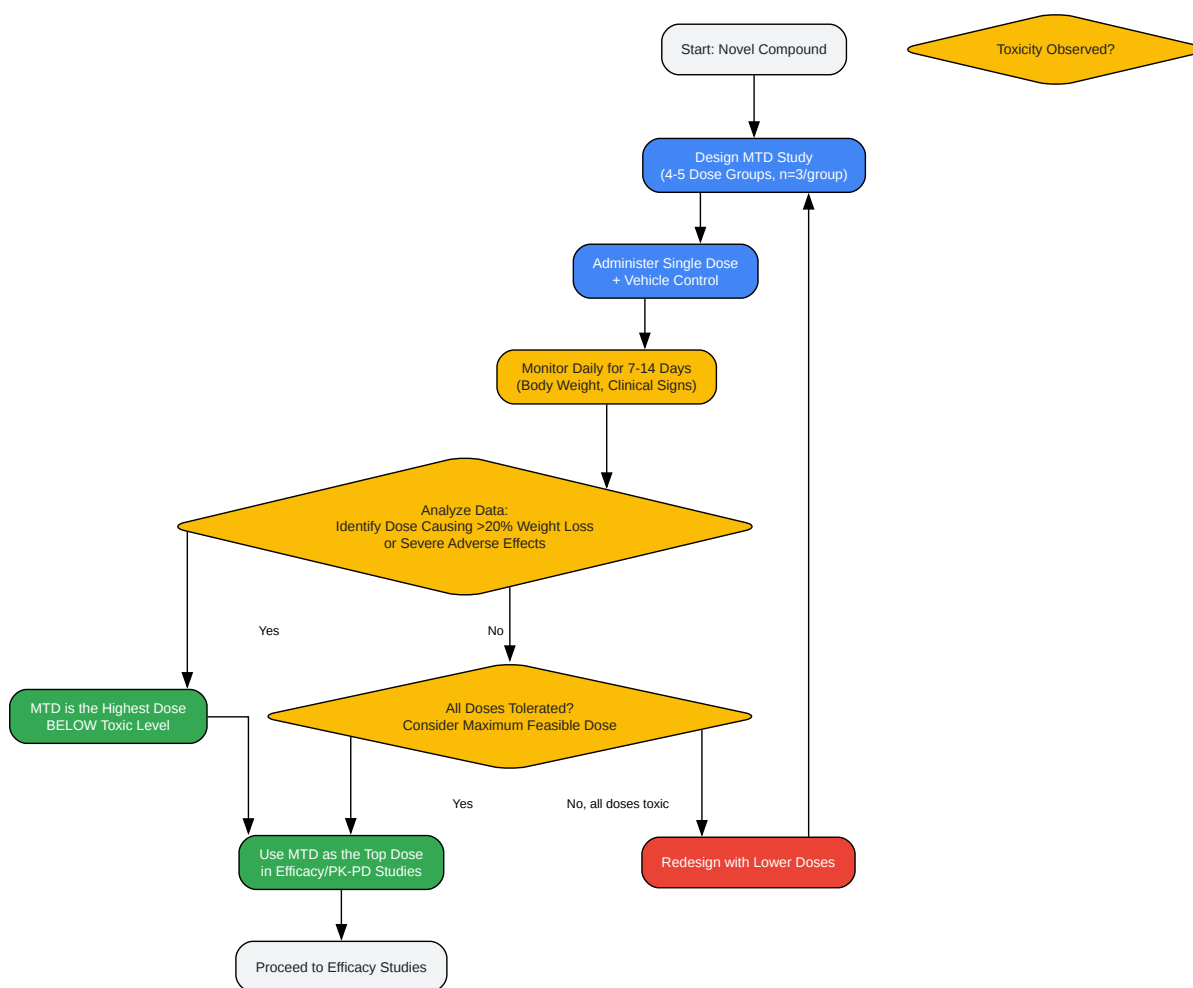 Start: Novel Compound
Toxicity Observed?
Design MTD Study
(4-5 Dose Groups, n=3/group)
Administer Single Dose
+ Vehicle Control
Monitor Daily for 7-14 Days
(Body Weight, Clinical Signs)
Analyze Data:
Identify Dose Causing >20% Weight Loss
or Severe Adverse Effects
Yes
No
MTD is the Highest Dose
BELOW Toxic Level
All Doses Tolerated?
Consider Maximum Feasible Dose
Yes
No, all doses toxic
Use MTD as the Top Dose
in Efficacy/PK-PD Studies
Redesign with Lower Doses
Proceed to Efficacy Studies